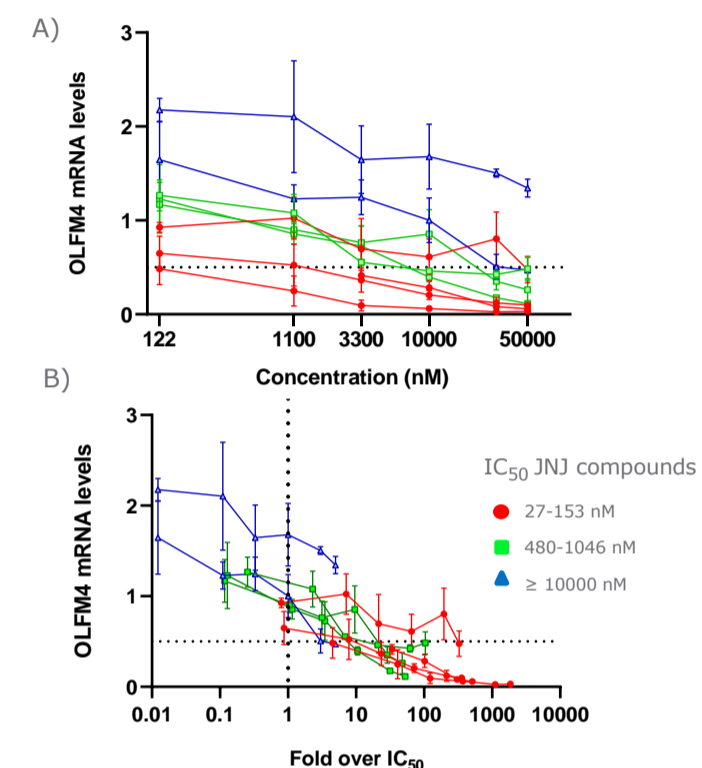 A)
OLFM4 mRNA levels
3
2
1
0
122 1100 3300 10000 50000
Concentration (nM)
B)
OLFM4 mRNA levels
3
2
1
0
0.01 0.1 1 10 100 1000 10000
Fold over IC50
IC50 JNJ compounds
27-153 nM
480-1046 nM
≥ 10000 nM